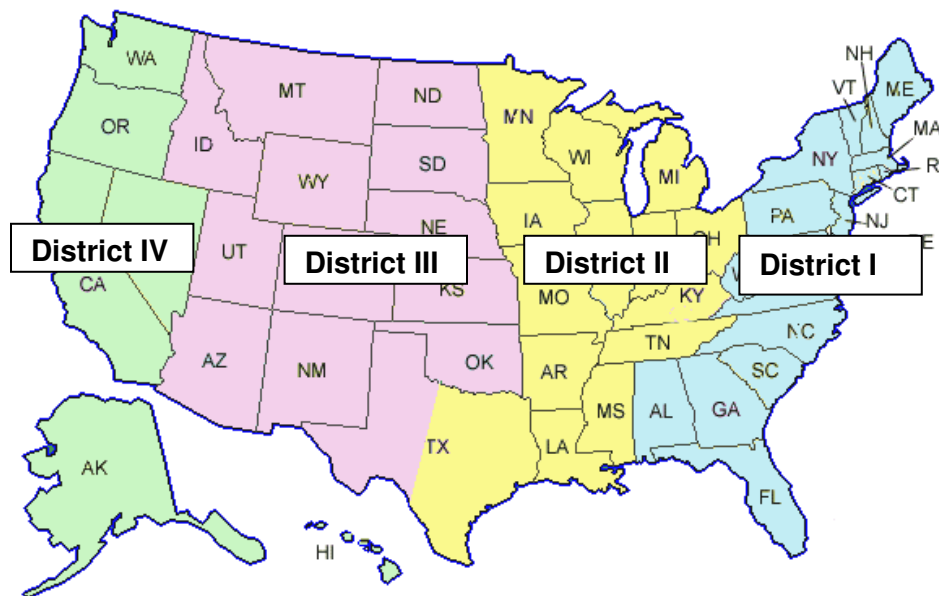 NH
VT
ME
WA
MT
ND
MN
MA
OR
ID
SD
WI
MI
NY
R
WY
CT
NE
IA
PA
NJ
UT
OH
E
District IV
District III
District II
District I
CA
KS
MO
KY
NC
AZ
NM
OK
TN
AR
SC
MS
AL
GA
TX
LA
AK
FL
HI